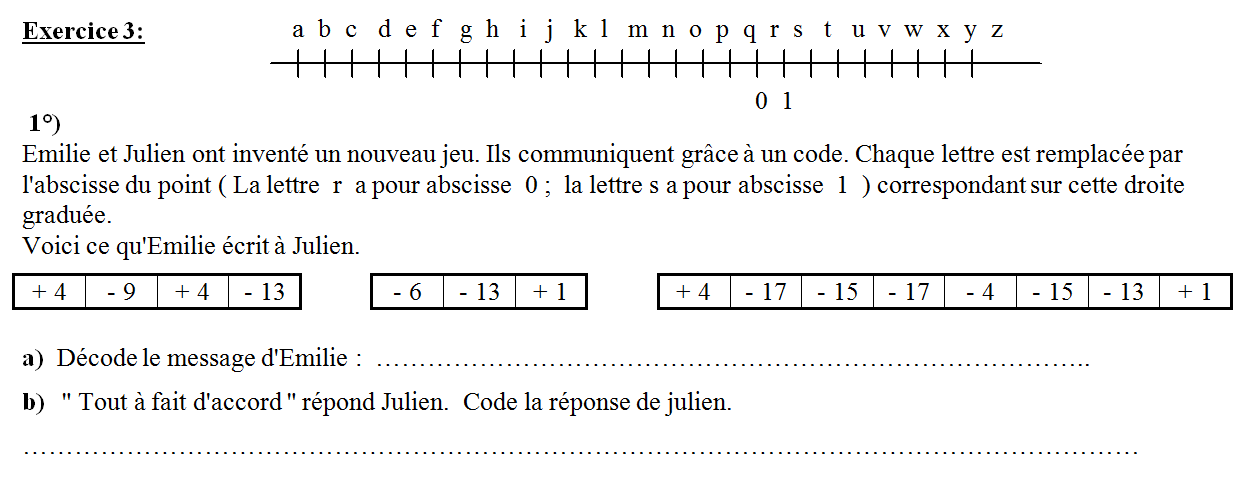 Exercice 3:
a b c d e f g h i j k l m n o p q r s t u v w x y z
0 1
1°)
Emilie et Julien ont inventé un nouveau jeu. Ils communiquent grâce à un code. Chaque lettre est remplacée par
l'abscisse du point ( La lettre r a pour abscisse 0 ; la lettre s a pour abscisse 1 ) correspondant sur cette droite
graduée.
Voici ce qu'Emilie écrit à Julien.
+ 4 - 9 + 4 - 13 - 6 - 13 + 1 + 4 - 17 - 15 - 17 - 4 - 15 - 13 + 1
a) Décode le message d'Emilie : ……………………………………………………………………….
b) " Tout à fait d'accord " répond Julien. Code la réponse de julien.
…………………………………………………………………………………………………………………